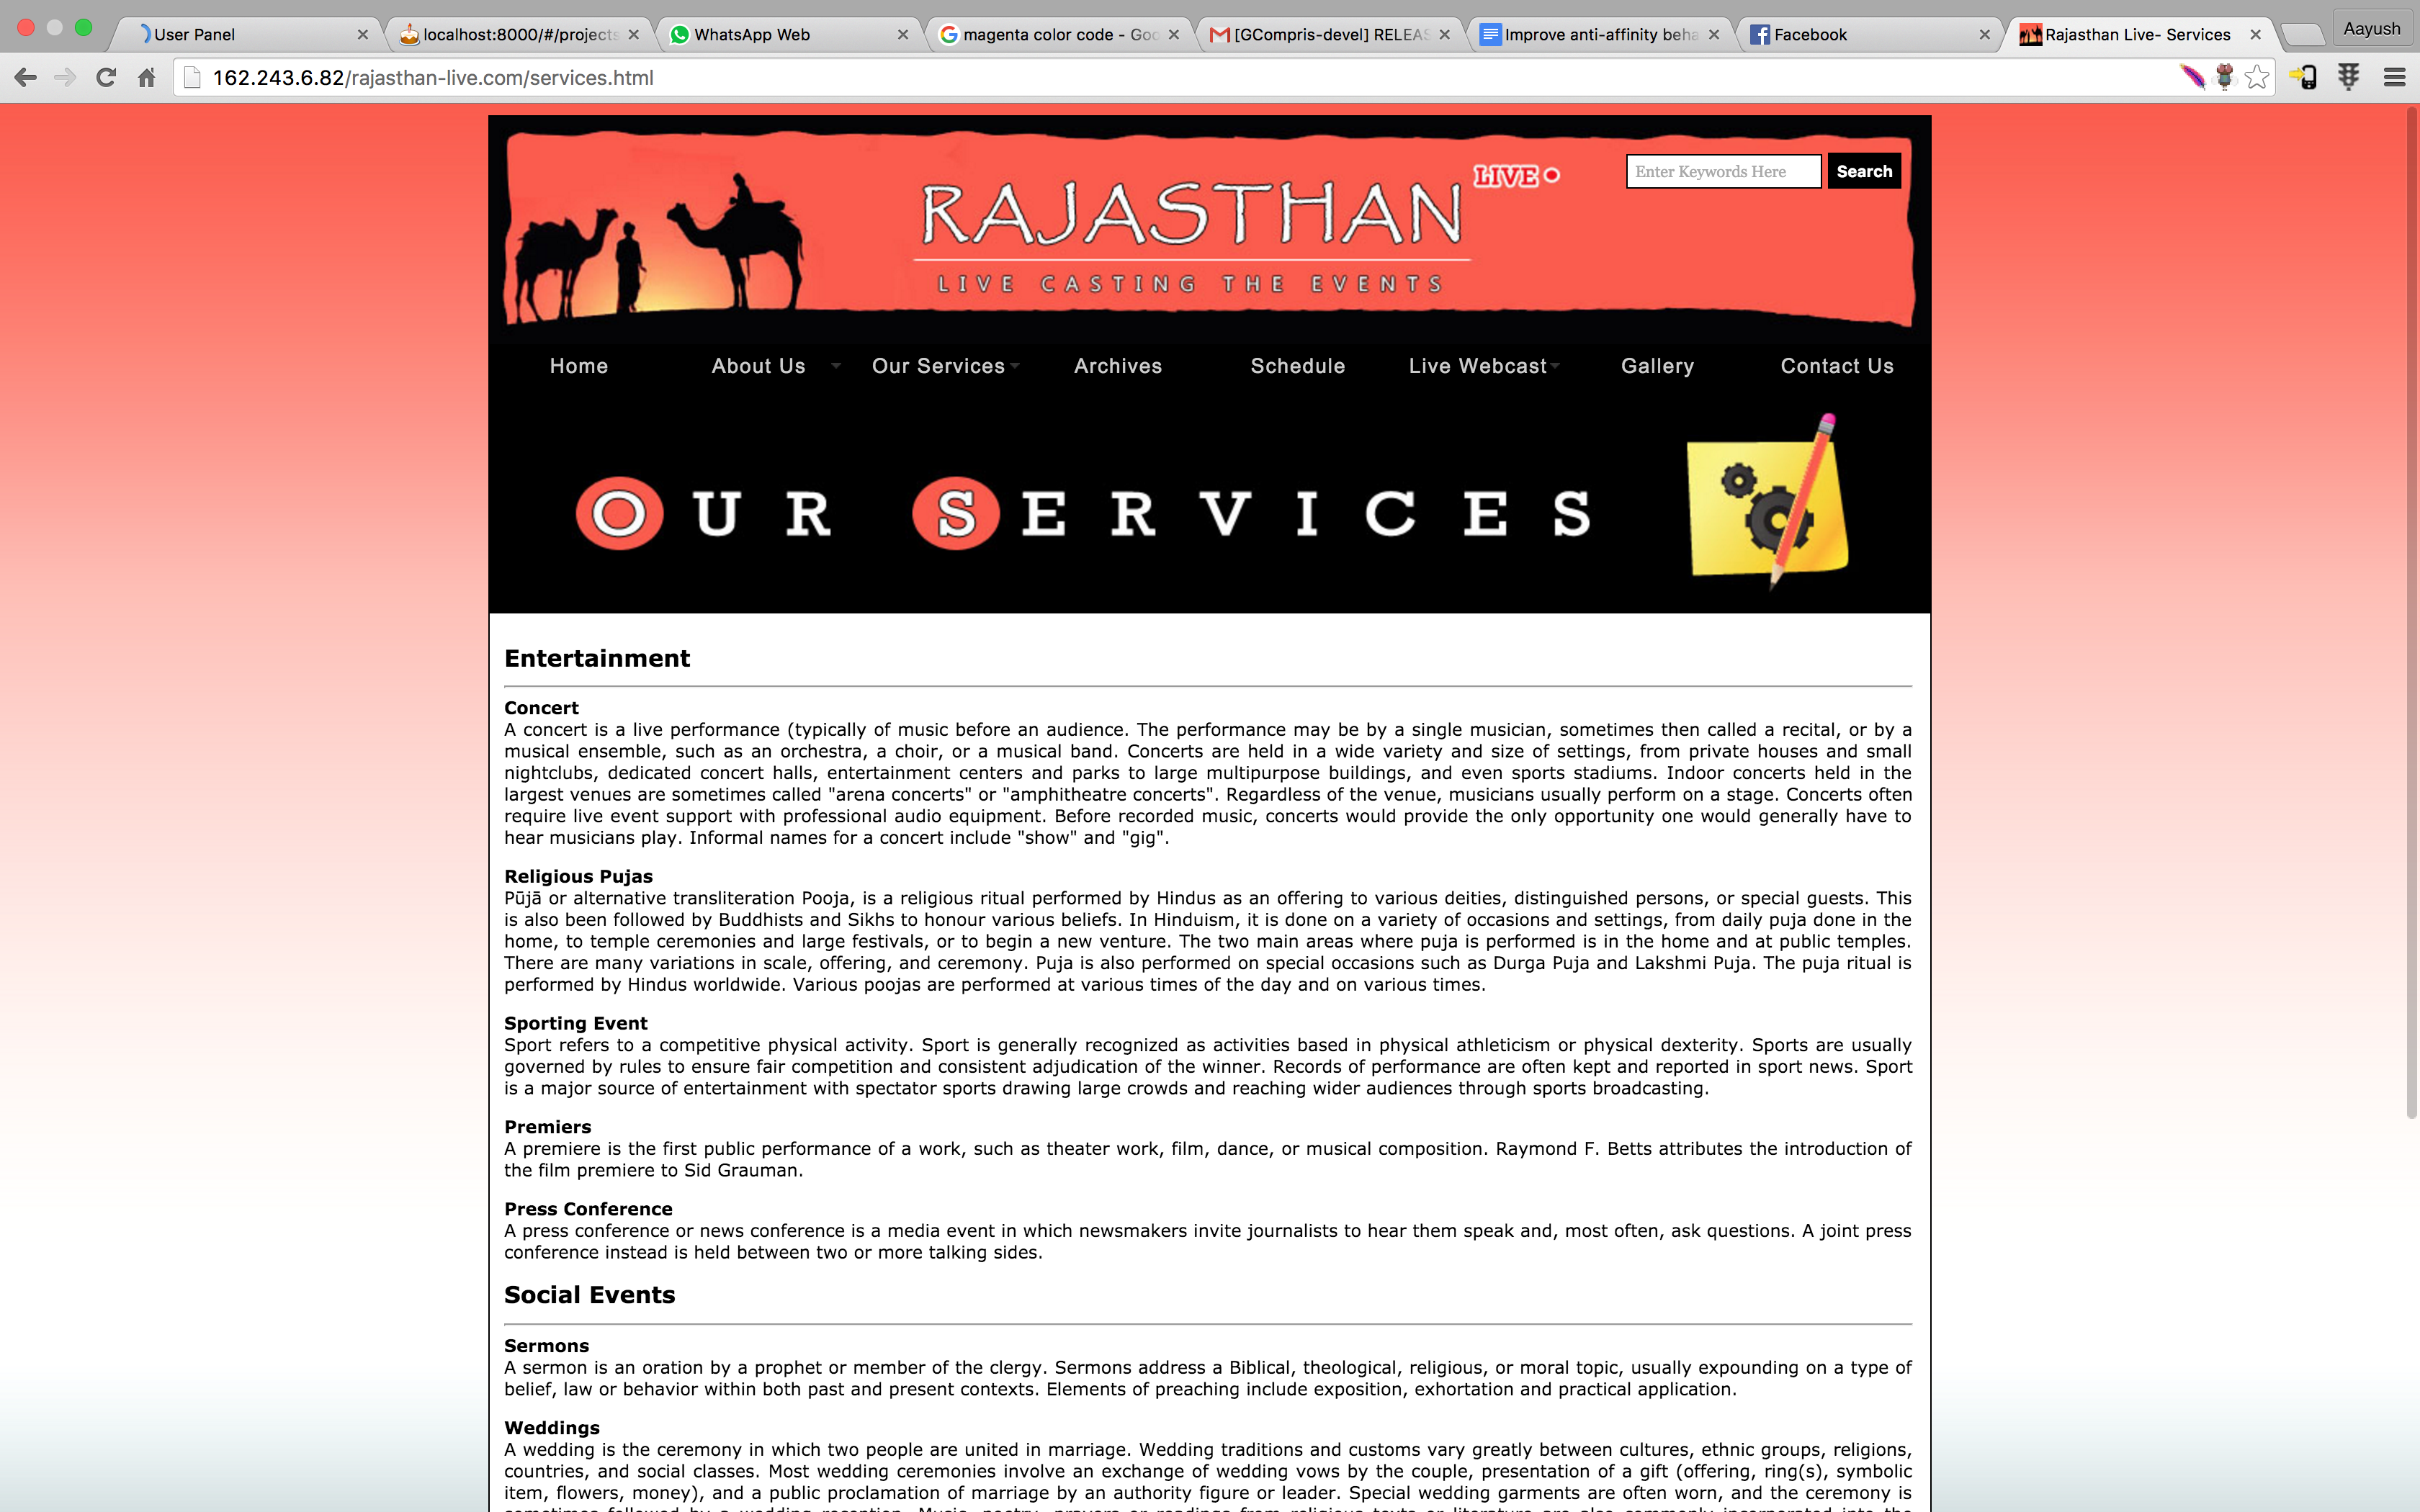 User Panel
localhost:8000/#/projects
WhatsApp Web
magenta color code - Goo
[GCompris-devel] RELEAS
Improve anti-affinity beha
Facebook
Rajasthan Live- Services
Aayush
162.243.6.82/rajasthan-live.com/services.html
RAJASTHAN
LIVE
LIVE CASTING THE EVENTS
Enter Keywords Here
Search
Home
About Us
Our Services
Archives
Schedule
Live Webcast
Gallery
Contact Us
OUR SERVICES
Entertainment
Concert
A concert is a live performance (typically of music before an audience. The performance may be by a single musician, sometimes then called a recital, or by a
musical ensemble, such as an orchestra, a choir, or a musical band. Concerts are held in a wide variety and size of settings, from private houses and small
nightclubs, dedicated concert halls, entertainment centers and parks to large multipurpose buildings, and even sports stadiums. Indoor concerts held in the
largest venues are sometimes called "arena concerts" or "amphitheatre concerts". Regardless of the venue, musicians usually perform on a stage. Concerts often
require live event support with professional audio equipment. Before recorded music, concerts would provide the only opportunity one would generally have to
hear musicians play. Informal names for a concert include "show" and "gig".
Religious Pujas
Pūjā or alternative transliteration Pooja, is a religious ritual performed by Hindus as an offering to various deities, distinguished persons, or special guests. This
is also been followed by Buddhists and Sikhs to honour various beliefs. In Hinduism, it is done on a variety of occasions and settings, from daily puja done in the
home, to temple ceremonies and large festivals, or to begin a new venture. The two main areas where puja is performed is in the home and at public temples.
There are many variations in scale, offering, and ceremony. Puja is also performed on special occasions such as Durga Puja and Lakshmi Puja. The puja ritual is
performed by Hindus worldwide. Various poojas are performed at various times of the day and on various times.
Sporting Event
Sport refers to a competitive physical activity. Sport is generally recognized as activities based in physical athleticism or physical dexterity. Sports are usually
governed by rules to ensure fair competition and consistent adjudication of the winner. Records of performance are often kept and reported in sport news. Sport
is a major source of entertainment with spectator sports drawing large crowds and reaching wider audiences through sports broadcasting.
Premiers
A premiere is the first public performance of a work, such as theater work, film, dance, or musical composition. Raymond F. Betts attributes the introduction of
the film premiere to Sid Grauman.
Press Conference
A press conference or news conference is a media event in which newsmakers invite journalists to hear them speak and, most often, ask questions. A joint press
conference instead is held between two or more talking sides.
Social Events
Sermons
A sermon is an oration by a prophet or member of the clergy. Sermons address a Biblical, theological, religious, or moral topic, usually expounding on a type of
belief, law or behavior within both past and present contexts. Elements of preaching include exposition, exhortation and practical application.
Weddings
A wedding is the ceremony in which two people are united in marriage. Wedding traditions and customs vary greatly between cultures, ethnic groups, religions,
countries, and social classes. Most wedding ceremonies involve an exchange of wedding vows by the couple, presentation of a gift (offering, ring(s), symbolic
item, flowers, money), and a public proclamation of marriage by an authority figure or leader. Special wedding garments are often worn, and the ceremony is